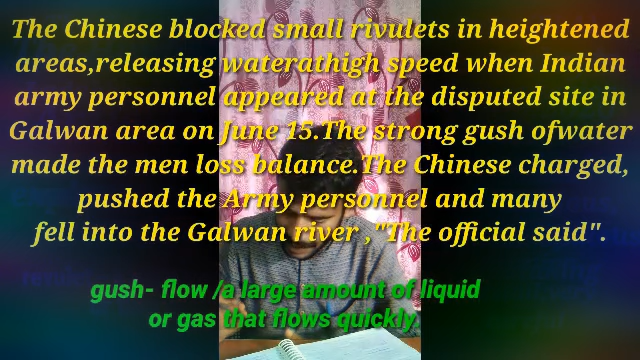 The Chinese blocked small rivulets in heightened
areas,releasing waterathigh speed when Indian
army personnel appeared at the disputed site in
Galwan area on June 15.The strong gush ofwater
made the men loss balance.The Chinese charged,
pushed the Army personnel and many
fell into the Galwan river ,"The official said".
gush- flow /a large amount of liquid
or gas that flows quickly.